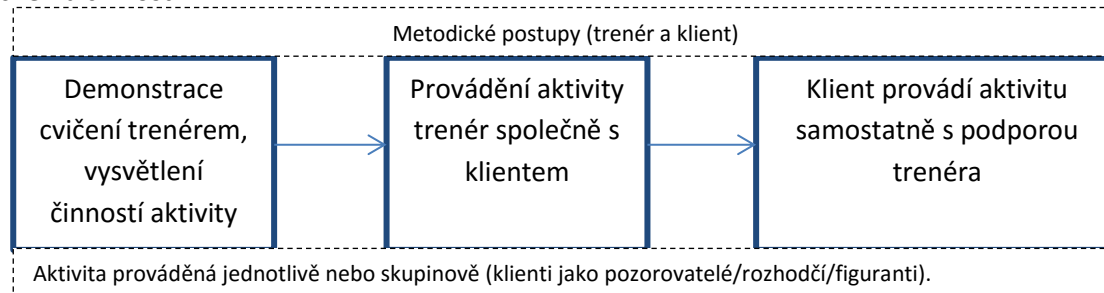 Metodické postupy (trenér a klient)
Demonstrace
cvičení trenérem,
vysvětlení
činností aktivity
Provádění aktivity
trenér společně s
klientem
Klient provádí aktivitu
samostatně s podporou
trenéra
Aktivita prováděná jednotlivě nebo skupinově (klienti jako pozorovatelé/rozhodčí/figuranti).